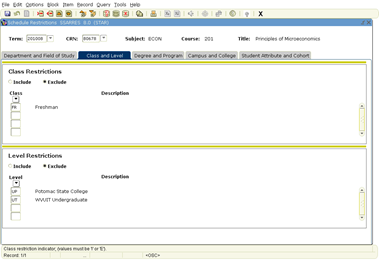 File Edit Options Block Item Record Query Tools Help
Schedule Restrictions SSARRES 8.0 (STAR)
Term: 201008 CRN: 80678 Subject: ECON Course: 201 Title: Principles of Microeconomics
Department and Field of Study Class and Level Degree and Program Campus and College Student Attribute and Cohort
Class Restrictions
Include Exclude
Class Description
FR Freshman
Level Restrictions
Include Exclude
Level Description
UP Potomac State College
UT WVUIT Undergraduate
Class restriction indicator, (values must be 'I' or 'E').
Record: 1/1 <OSC>